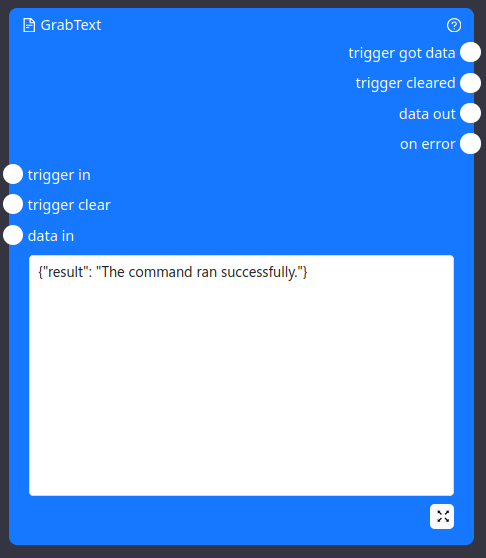 GrabText
trigger got data
trigger cleared
data out
on error
trigger in
trigger clear
data in
{"result": "The command ran successfully."}